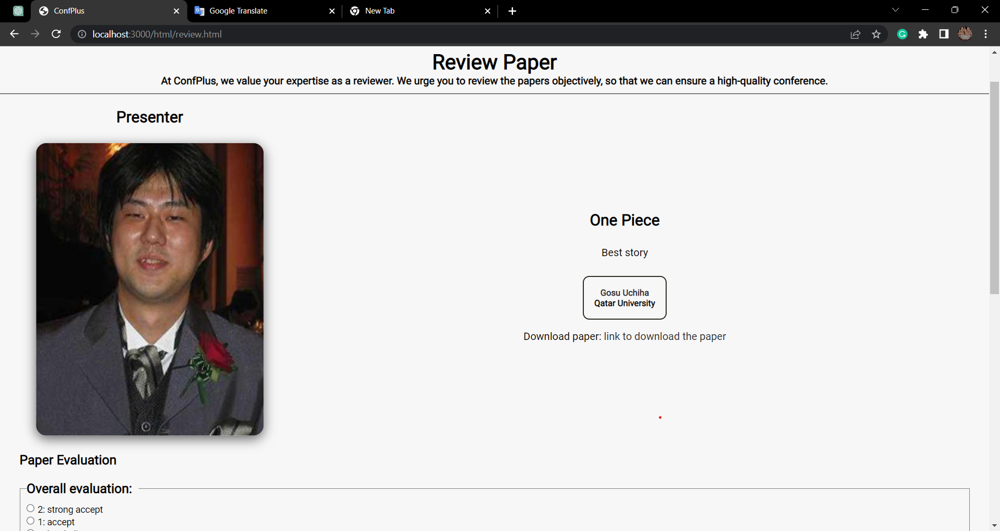 ConfPlus
Google Translate
New Tab
localhost:3000/html/review.html
Review Paper
At ConfPlus, we value your expertise as a reviewer. We urge you to review the papers objectively, so that we can ensure a high-quality conference.
Presenter
One Piece
Best story
Gosu Uchiha
Qatar University
Download paper: link to download the paper
Paper Evaluation
Overall evaluation:
2: strong accept
1: accept